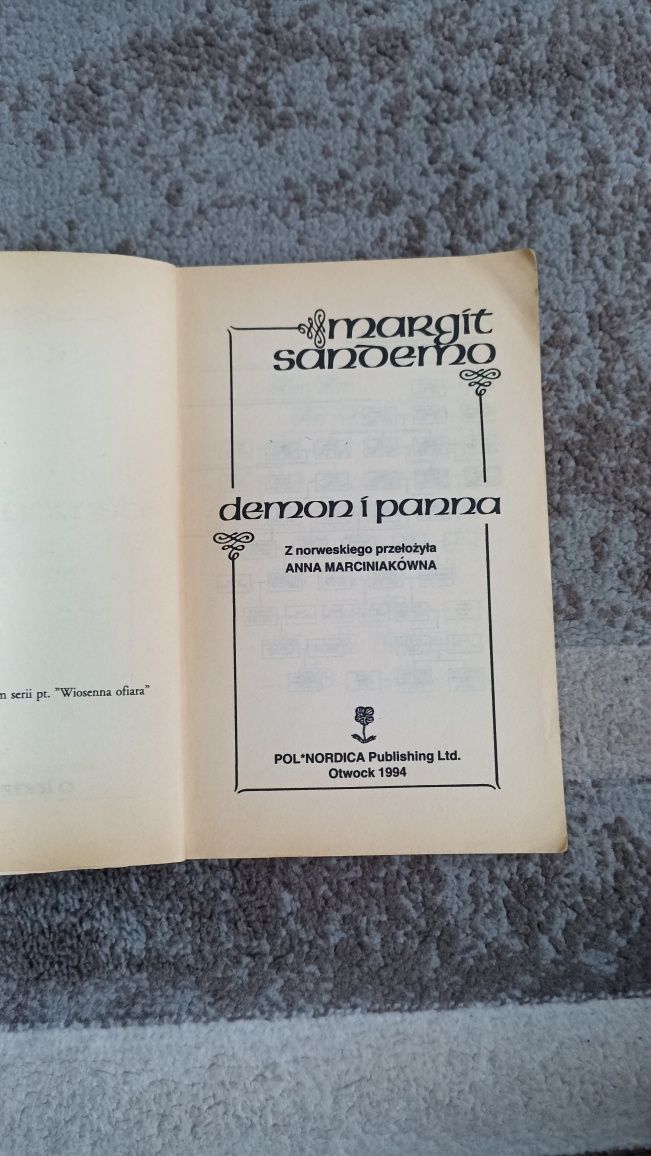 serii pt. "Wiosenna ofiara"
margit
sandemo
demon i panna
Z norweskiego przełożyła
ANNA MARCINIAKÓWNA
POL*NORDICA Publishing Ltd.
Otwock 1994